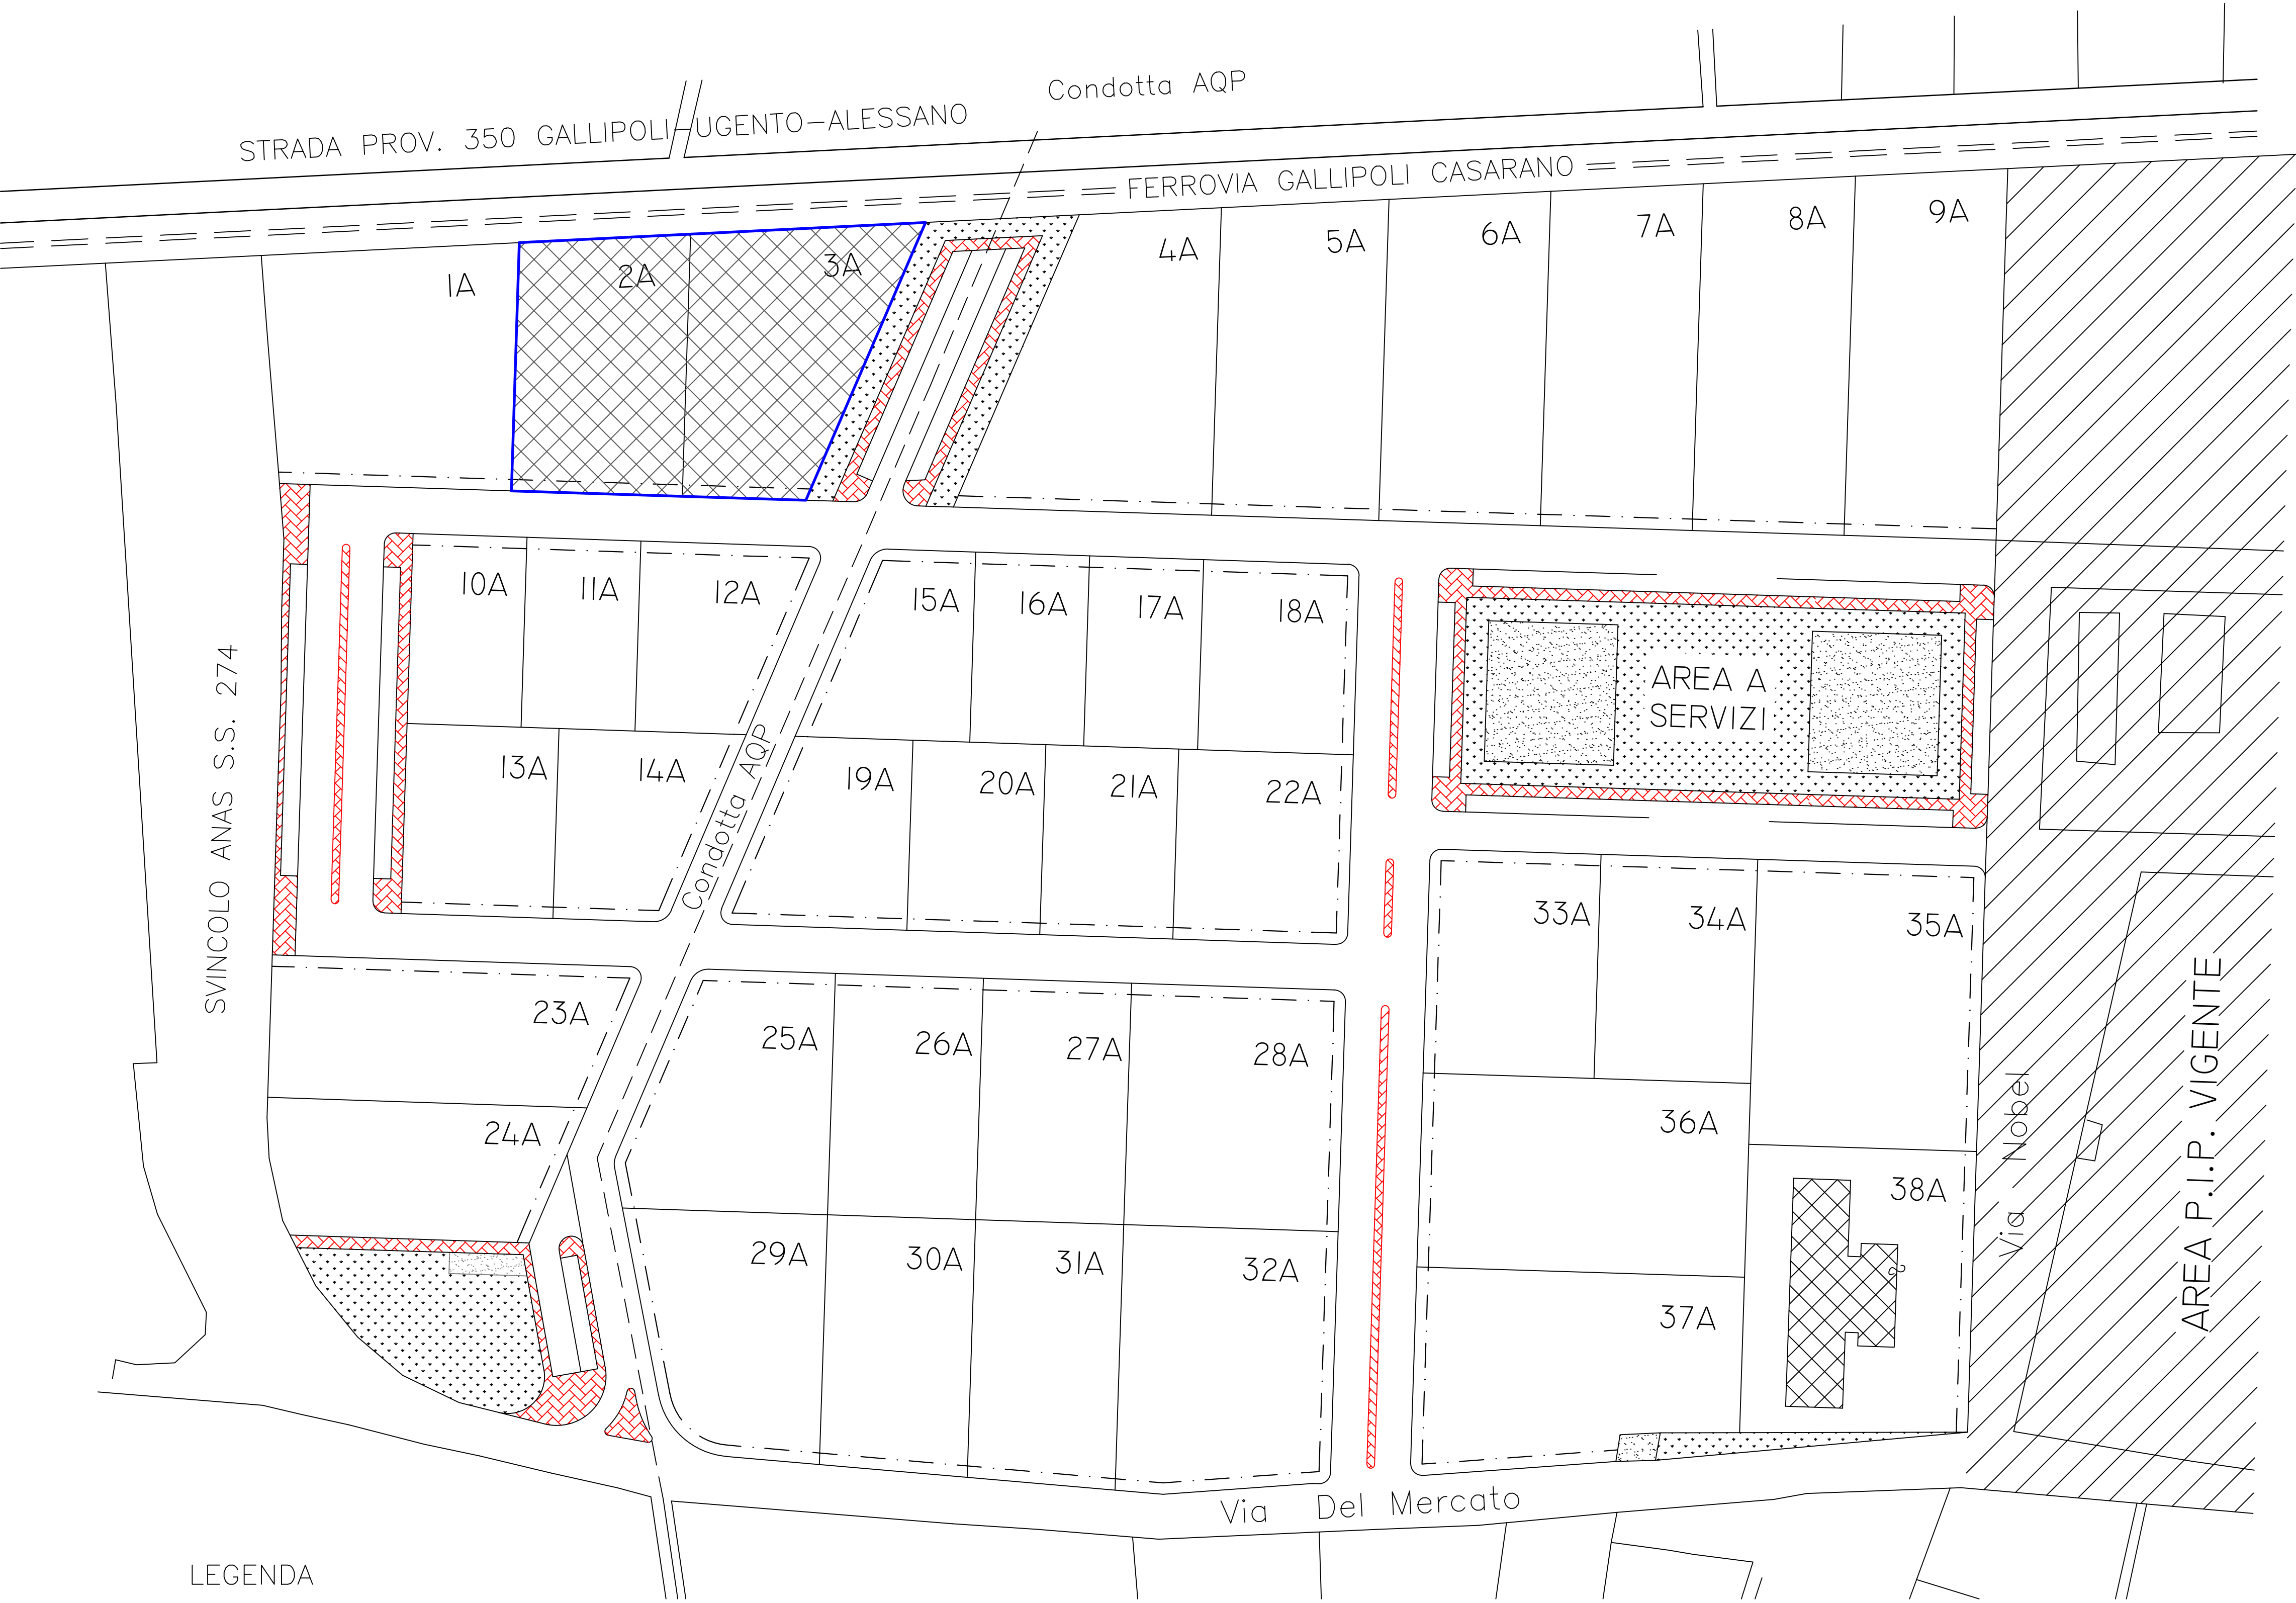 Condotta AQP
STRADA PROV. 350 GALLIPOLI-UGENTO-ALESSANO
FERROVIA GALLIPOLI CASARANO
1A
2A
3A
4A
5A
6A
7A
8A
9A
10A
11A
12A
15A
16A
17A
18A
AREA A
SERVIZI
13A
14A
19A
20A
21A
22A
SVINCOLO ANAS S.S. 274
Condotta AQP
33A
34A
35A
23A
25A
26A
27A
28A
24A
36A
38A
29A
30A
31A
32A
37A
Via Nobel
AREA P.I.P. VIGENTE
Via Del Mercato
LEGENDA